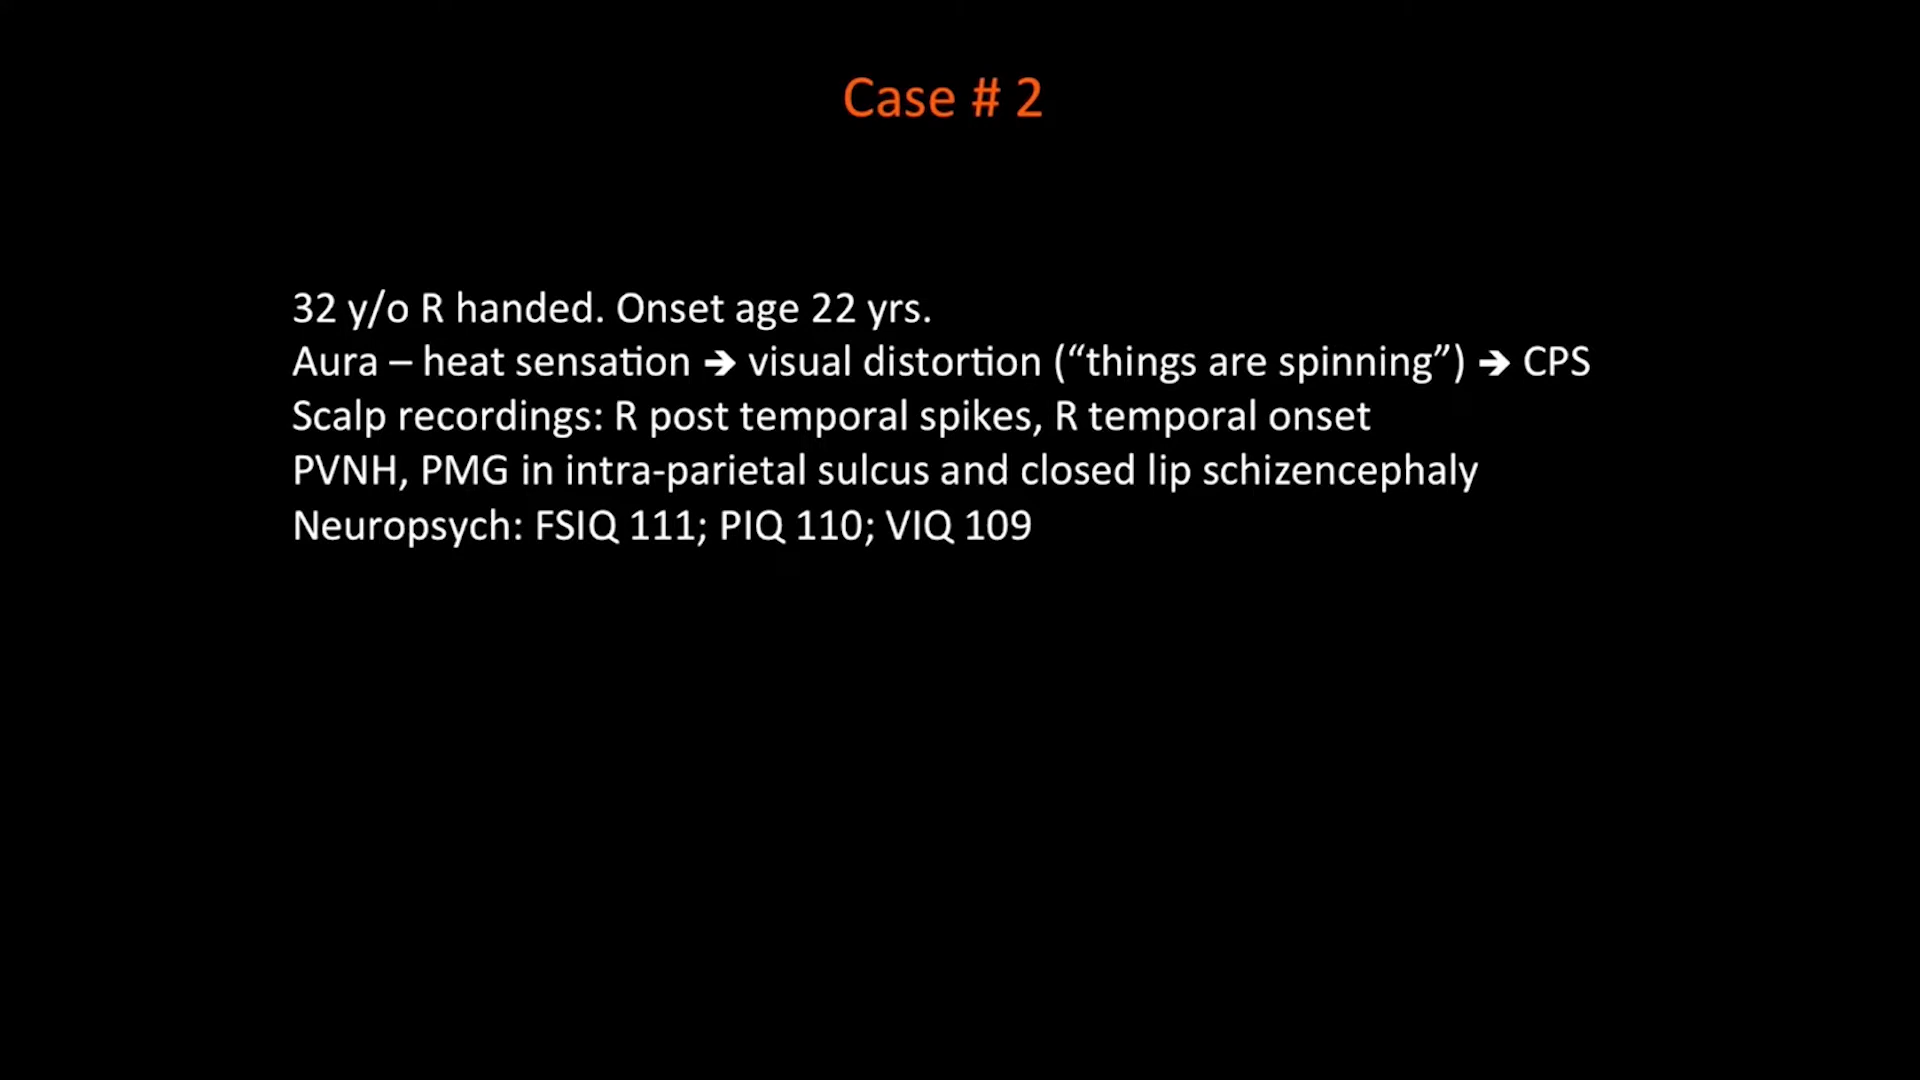 Case # 2
32 y/o R handed. Onset age 22 yrs.
Aura – heat sensation ➔ visual distortion (“things are spinning”) ➔ CPS
Scalp recordings: R post temporal spikes, R temporal onset
PVNH, PMG in intra-parietal sulcus and closed lip schizencephaly
Neuropsych: FSIQ 111; PIQ 110; VIQ 109